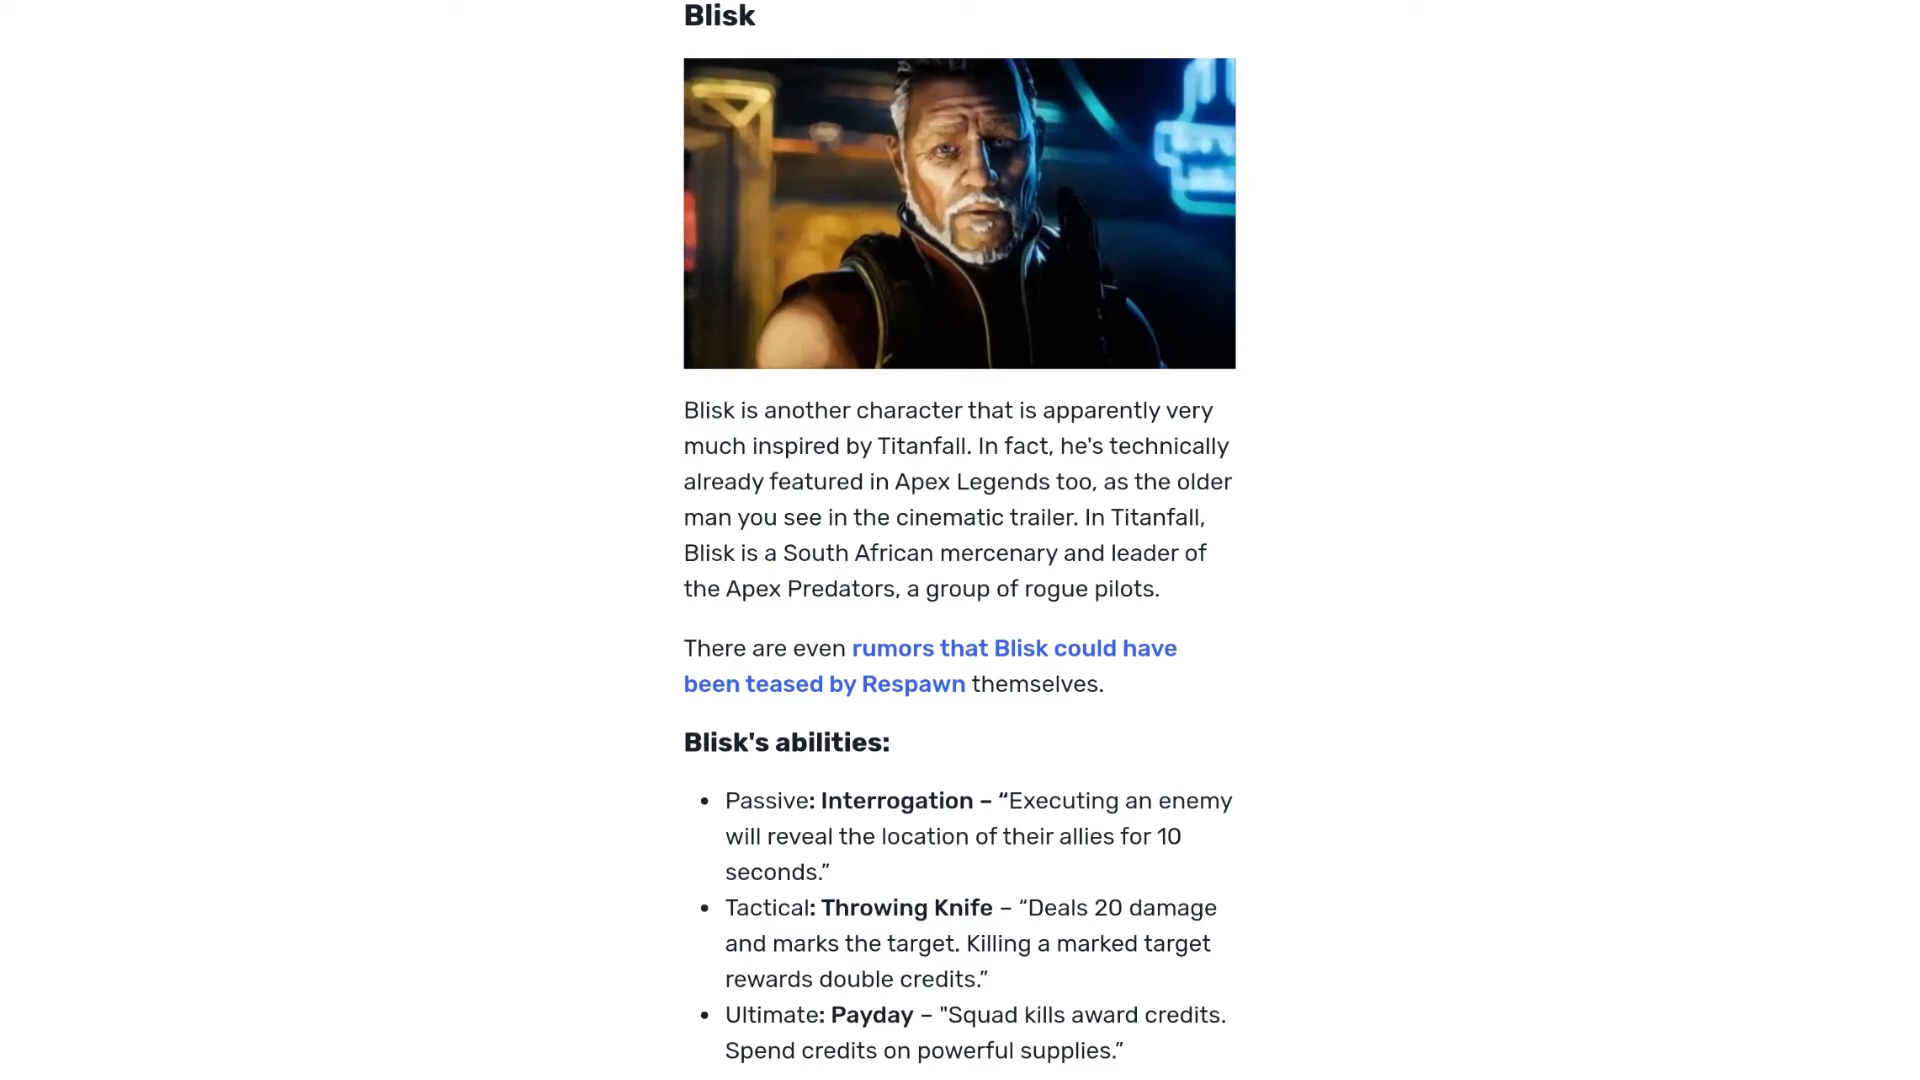 Blisk
Blisk is another character that is apparently very
much inspired by Titanfall. In fact, he's technically
already featured in Apex Legends too, as the older
man you see in the cinematic trailer. In Titanfall,
Blisk is a South African mercenary and leader of
the Apex Predators, a group of rogue pilots.
There are even rumors that Blisk could have
been teased by Respawn themselves.
Blisk's abilities:
• Passive: Interrogation – “Executing an enemy
will reveal the location of their allies for 10
seconds.”
• Tactical: Throwing Knife – “Deals 20 damage
and marks the target. Killing a marked target
rewards double credits.”
• Ultimate: Payday – "Squad kills award credits.
Spend credits on powerful supplies.”